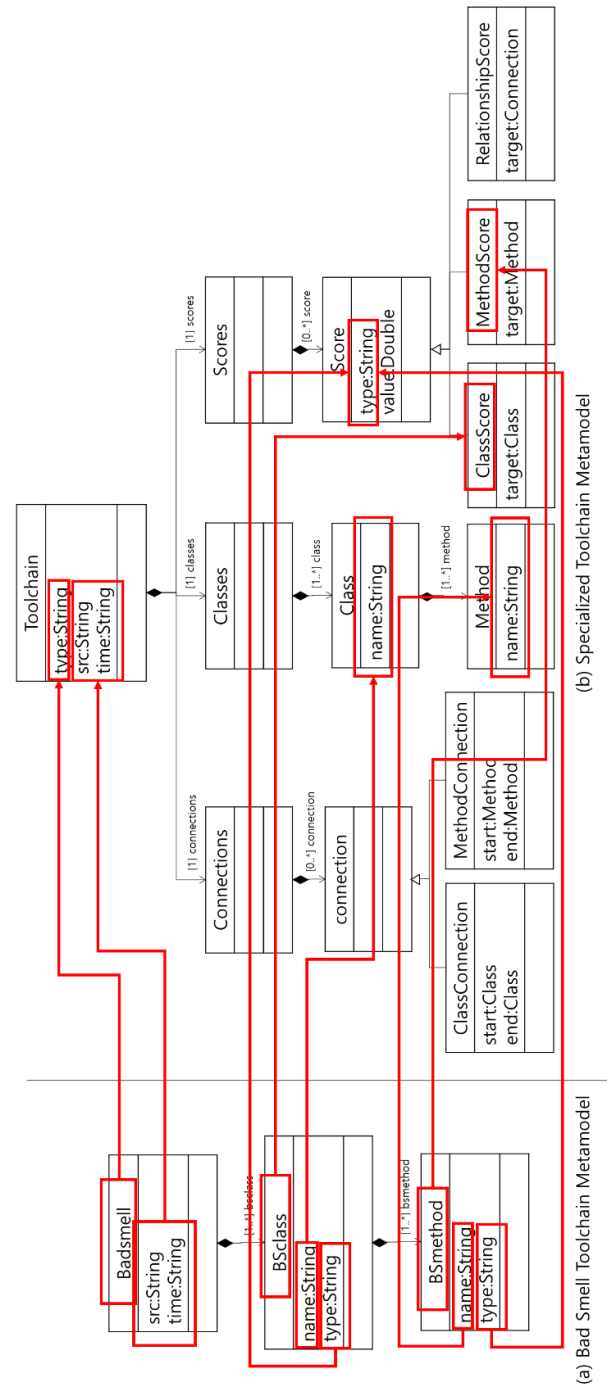 Badsmell
src:String
time:String
[1..*] bsclass
BSclass
name:String
type:String
[1..*] bsmethod
BSmethod
name:String
type:String
(a) Bad Smell Toolchain Metamodel
Toolchain
type:String
src:String
time:String
[1] connections
[1] classes
[1] scores
Connections
Classes
Scores
[0..*] connection
[1..*] class
[0..*] score
connection
Class
name:String
Score
type:String
value:Double
[1..*] method
ClassConnection
start:Class
end:Class
MethodConnection
start:Method
end:Method
Method
name:String
ClassScore
target:Class
MethodScore
target:Method
RelationshipScore
target:Connection
(b) Specialized Toolchain Metamodel